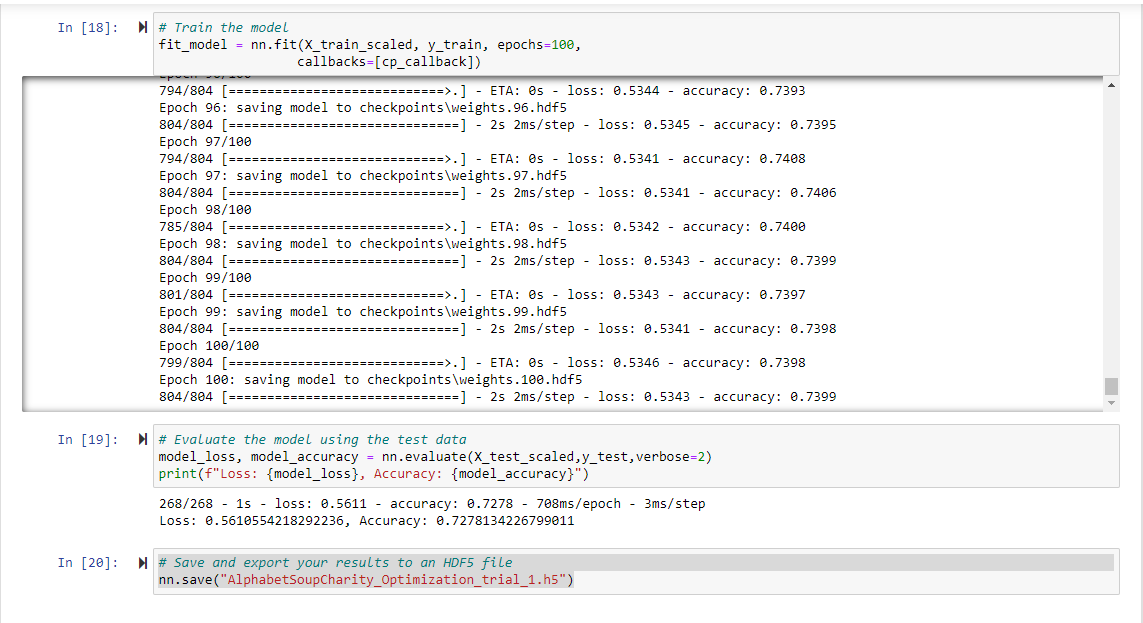 In [18]:
# Train the model
fit_model = nn.fit(X_train_scaled, y_train, epochs=100,
callbacks=[cp_callback])
794/804 [============================>.] - ETA: 0s - loss: 0.5344 - accuracy: 0.7393
Epoch 96: saving model to checkpoints\weights.96.hdf5
804/804 [==============================] - 2s 2ms/step - loss: 0.5345 - accuracy: 0.7395
Epoch 97/100
794/804 [============================>.] - ETA: 0s - loss: 0.5341 - accuracy: 0.7408
Epoch 97: saving model to checkpoints\weights.97.hdf5
804/804 [==============================] - 2s 2ms/step - loss: 0.5341 - accuracy: 0.7406
Epoch 98/100
785/804 [============================>.] - ETA: 0s - loss: 0.5342 - accuracy: 0.7400
Epoch 98: saving model to checkpoints\weights.98.hdf5
804/804 [==============================] - 2s 2ms/step - loss: 0.5343 - accuracy: 0.7399
Epoch 99/100
801/804 [============================>.] - ETA: 0s - loss: 0.5343 - accuracy: 0.7397
Epoch 99: saving model to checkpoints\weights.99.hdf5
804/804 [==============================] - 2s 2ms/step - loss: 0.5341 - accuracy: 0.7398
Epoch 100/100
799/804 [============================>.] - ETA: 0s - loss: 0.5346 - accuracy: 0.7398
Epoch 100: saving model to checkpoints\weights.100.hdf5
804/804 [==============================] - 2s 2ms/step - loss: 0.5343 - accuracy: 0.7399
In [19]:
# Evaluate the model using the test data
model_loss, model_accuracy = nn.evaluate(X_test_scaled,y_test,verbose=2)
print(f"Loss: {model_loss}, Accuracy: {model_accuracy}")
268/268 - 1s - loss: 0.5611 - accuracy: 0.7278 - 708ms/epoch - 3ms/step
Loss: 0.5610554218292236, Accuracy: 0.7278134226799011
In [20]:
# Save and export your results to an HDF5 file
nn.save("AlphabetSoupCharity_Optimization_trial_1.h5")